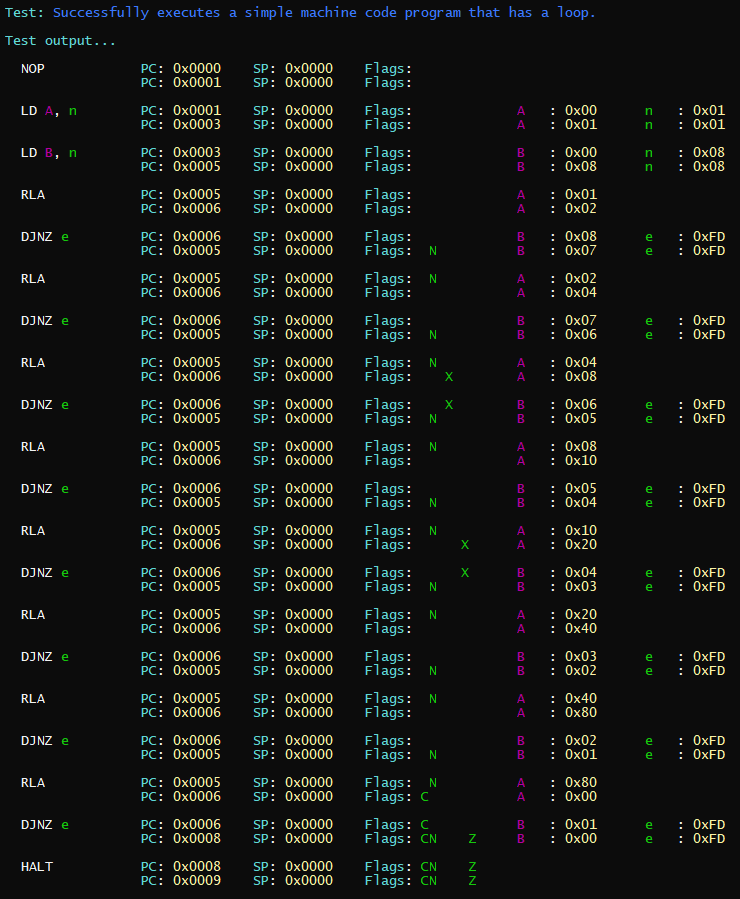 Test: Successfully executes a simple machine code program that has a loop.
Test output...
NOP PC: 0x0000 SP: 0x0000 Flags:
PC: 0x0001 SP: 0x0000 Flags:
LD A, n PC: 0x0001 SP: 0x0000 Flags: A : 0x00 n : 0x01
PC: 0x0003 SP: 0x0000 Flags: A : 0x01 n : 0x01
LD B, n PC: 0x0003 SP: 0x0000 Flags: B : 0x00 n : 0x08
PC: 0x0005 SP: 0x0000 Flags: B : 0x08 n : 0x08
RLA PC: 0x0005 SP: 0x0000 Flags: A : 0x01
PC: 0x0006 SP: 0x0000 Flags: A : 0x02
DJNZ e PC: 0x0006 SP: 0x0000 Flags: B : 0x08 e : 0xFD
PC: 0x0005 SP: 0x0000 Flags: N B : 0x07 e : 0xFD
RLA PC: 0x0005 SP: 0x0000 Flags: N A : 0x02
PC: 0x0006 SP: 0x0000 Flags: A : 0x04
DJNZ e PC: 0x0006 SP: 0x0000 Flags: B : 0x07 e : 0xFD
PC: 0x0005 SP: 0x0000 Flags: N B : 0x06 e : 0xFD
RLA PC: 0x0005 SP: 0x0000 Flags: N A : 0x04
PC: 0x0006 SP: 0x0000 Flags: X A : 0x08
DJNZ e PC: 0x0006 SP: 0x0000 Flags: X B : 0x06 e : 0xFD
PC: 0x0005 SP: 0x0000 Flags: N B : 0x05 e : 0xFD
RLA PC: 0x0005 SP: 0x0000 Flags: N A : 0x08
PC: 0x0006 SP: 0x0000 Flags: A : 0x10
DJNZ e PC: 0x0006 SP: 0x0000 Flags: B : 0x05 e : 0xFD
PC: 0x0005 SP: 0x0000 Flags: N B : 0x04 e : 0xFD
RLA PC: 0x0005 SP: 0x0000 Flags: N A : 0x10
PC: 0x0006 SP: 0x0000 Flags: X A : 0x20
DJNZ e PC: 0x0006 SP: 0x0000 Flags: X B : 0x04 e : 0xFD
PC: 0x0005 SP: 0x0000 Flags: N B : 0x03 e : 0xFD
RLA PC: 0x0005 SP: 0x0000 Flags: N A : 0x20
PC: 0x0006 SP: 0x0000 Flags: A : 0x40
DJNZ e PC: 0x0006 SP: 0x0000 Flags: B : 0x03 e : 0xFD
PC: 0x0005 SP: 0x0000 Flags: N B : 0x02 e : 0xFD
RLA PC: 0x0005 SP: 0x0000 Flags: N A : 0x40
PC: 0x0006 SP: 0x0000 Flags: A : 0x80
DJNZ e PC: 0x0006 SP: 0x0000 Flags: B : 0x02 e : 0xFD
PC: 0x0005 SP: 0x0000 Flags: N B : 0x01 e : 0xFD
RLA PC: 0x0005 SP: 0x0000 Flags: N A : 0x80
PC: 0x0006 SP: 0x0000 Flags: C A : 0x00
DJNZ e PC: 0x0006 SP: 0x0000 Flags: C B : 0x01 e : 0xFD
PC: 0x0008 SP: 0x0000 Flags: CN Z B : 0x00 e : 0xFD
HALT PC: 0x0008 SP: 0x0000 Flags: CN Z
PC: 0x0009 SP: 0x0000 Flags: CN Z